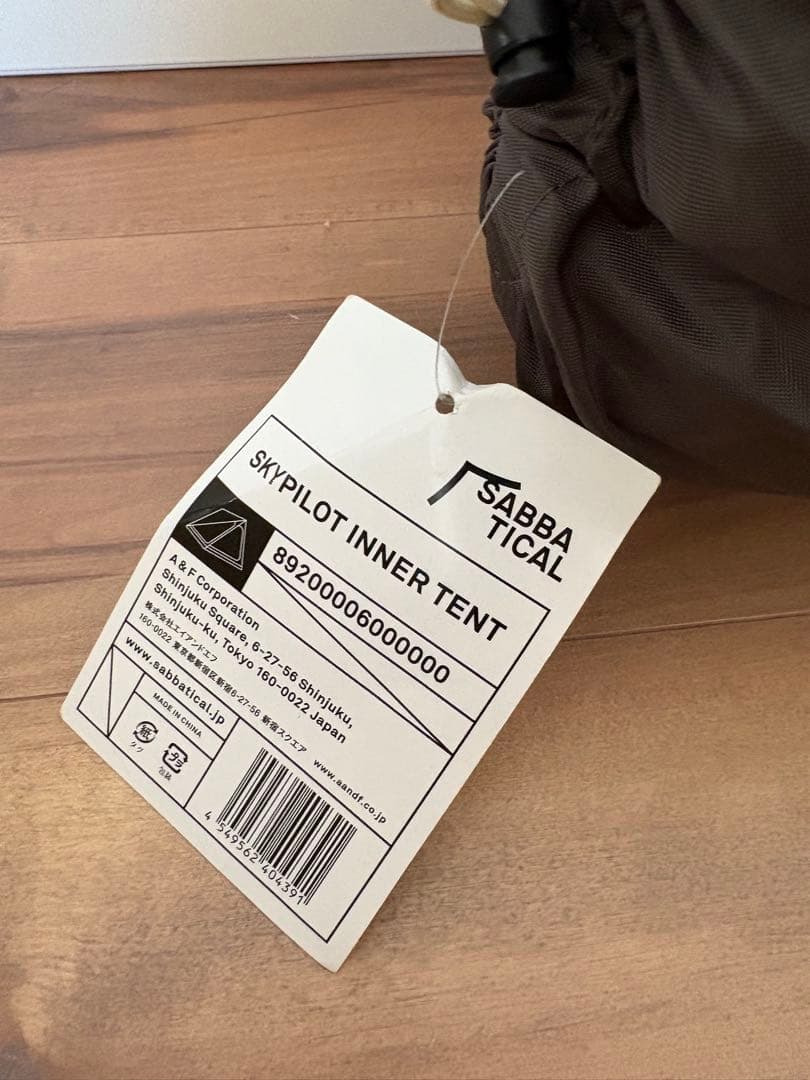 SABBA
TICAL
SKYPILOT INNER TENT
89200006000000
A & F Corporation
Shinjuku Square, 6-27-56 Shinjuku,
Shinjuku-ku, Tokyo 160-0022 Japan
株式会社エイアンドエフ
160-0022 東京都新宿区新宿6-27-56 新宿スクエア
www.sabbatical.jp
www.aandf.co.jp
MADE IN CHINA
紙
タグ
プラ
包装
4 549562 404391